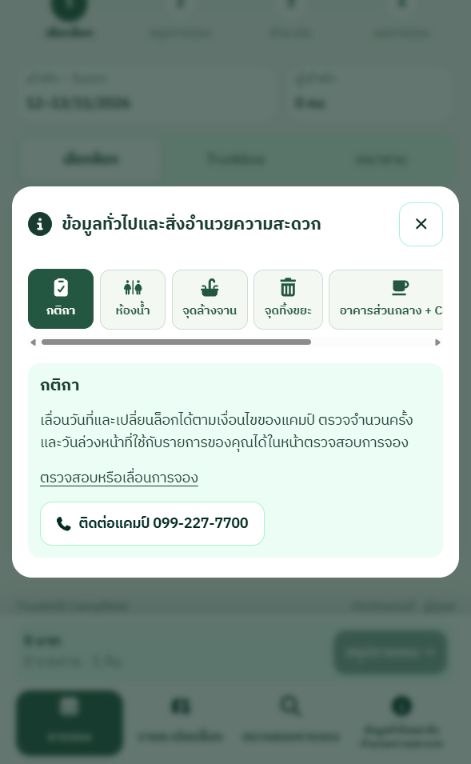 12–13/11/2026
ข้อมูลทั่วไปและสิ่งอำนวยความสะดวก
กติกา
ห้องน้ำ
จุดล้างจาน
จุดทิ้งขยะ
อาคารส่วนกลาง + C
กติกา
เลื่อนวันที่และเปลี่ยนล็อกได้ตามเงื่อนไขของแคมป์ ตรวจจำนวนครั้ง
และวันล่วงหน้าที่ใช้กับรายการของคุณได้ในหน้าตรวจสอบการจอง
ตรวจสอบหรือเลื่อนการจอง
ติดต่อแคมป์ 099-227-7700
0 บาท